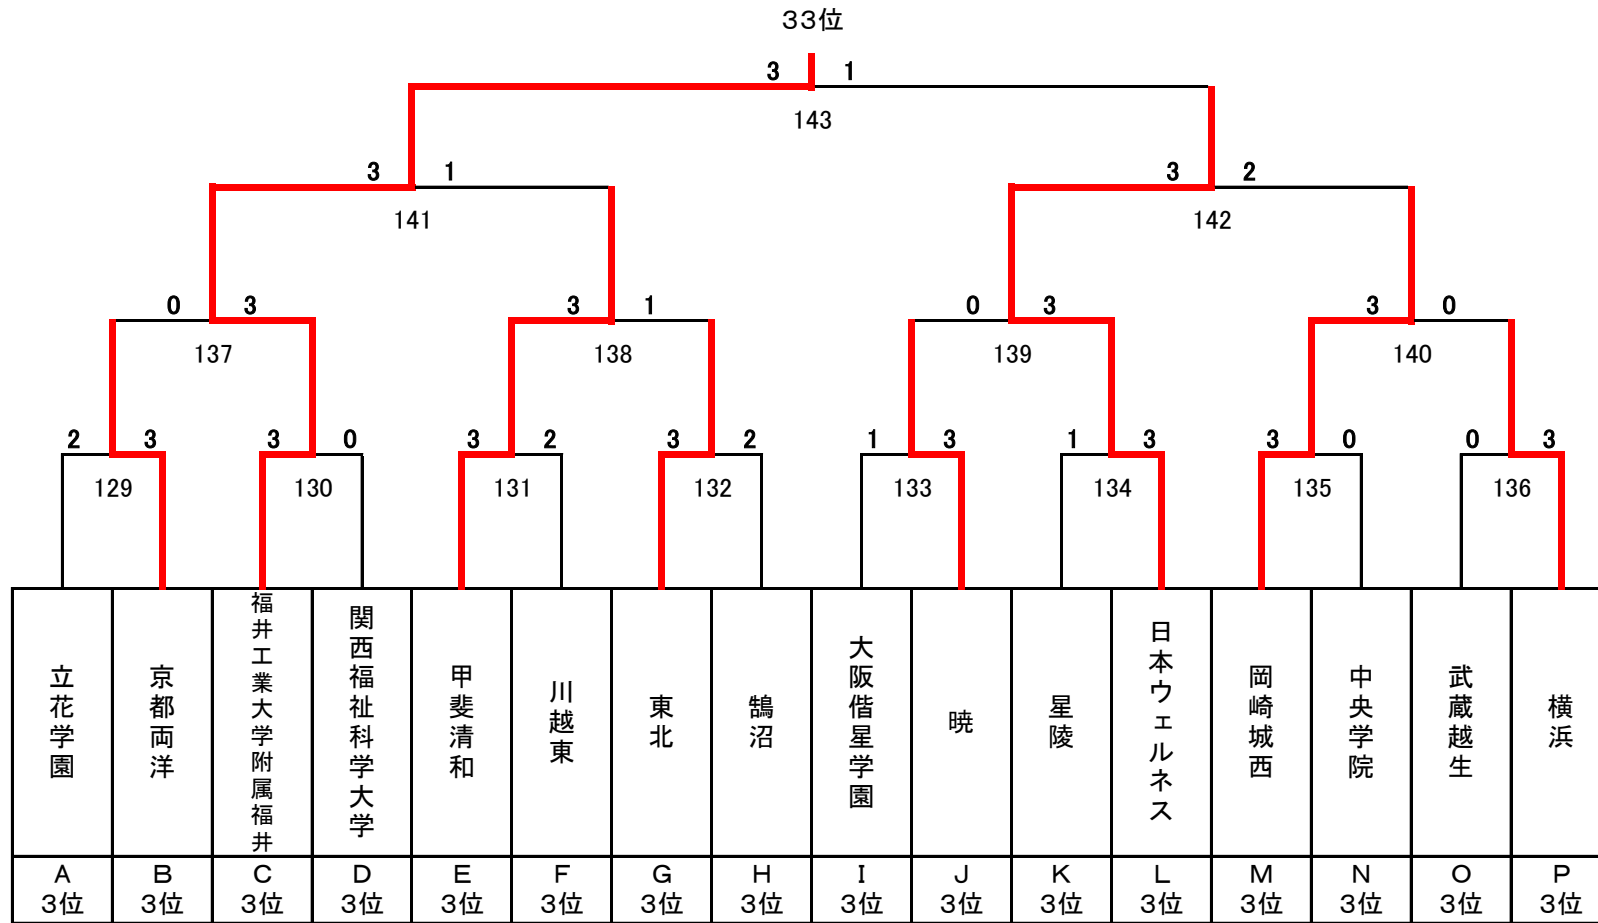 33位
3 1
143
3 1 3 2
141 142
0 3 3 1 0 3 3 0
137 138 139 140
2 3 3 0 3 2 3 2 1 3 1 3 3 0 0 3
129 130 131 132 133 134 135 136
立花学園
京都両洋
福井工業大学附属福井
関西福祉科学大学
甲斐清和
川越東
東北
鵠沼
大阪偕星学園
暁
星陵
日本ウェルネス
岡崎城西
中央学院
武蔵越生
横浜
A B C D E F G H I J K L M N O P
3位 3位 3位 3位 3位 3位 3位 3位 3位 3位 3位 3位 3位 3位 3位 3位